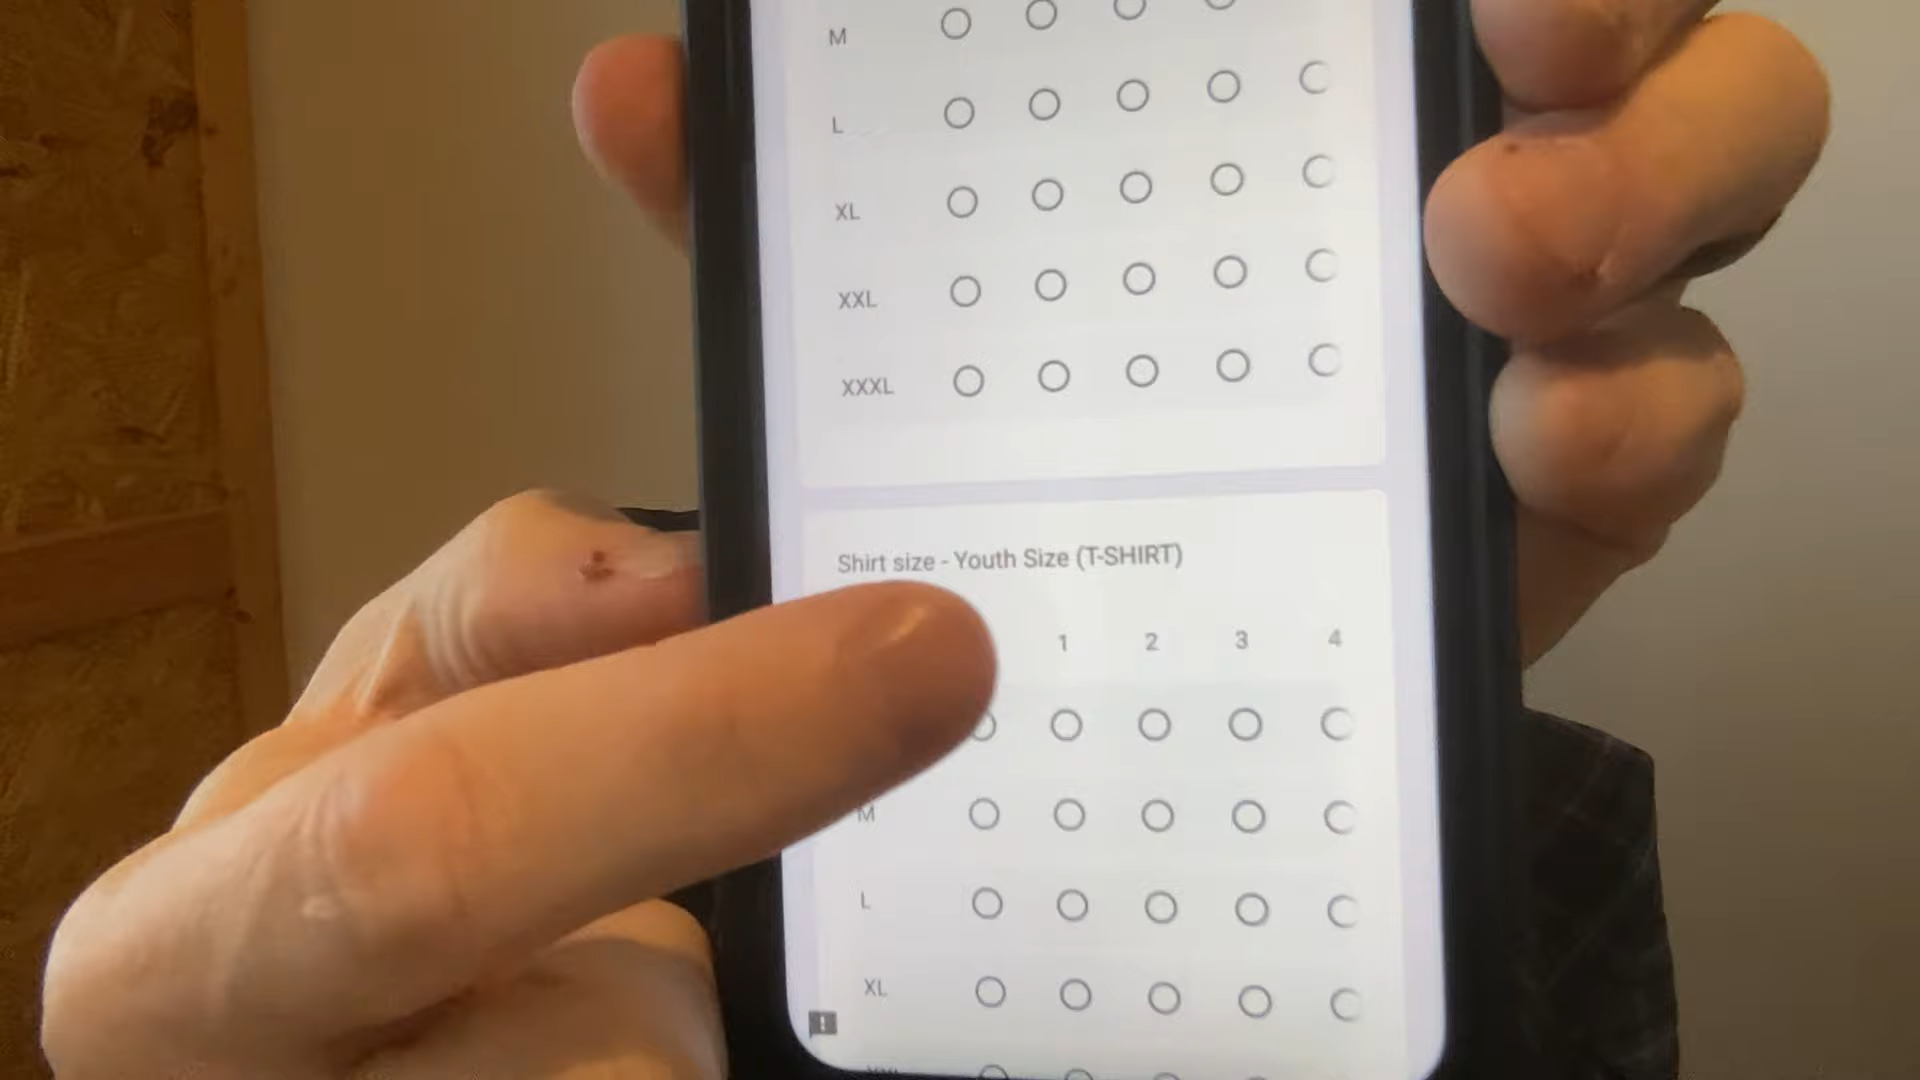 M
L
XL
XXL
XXXL
Shirt size - Youth Size (T-SHIRT)
1 2 3 4
M
L
XL